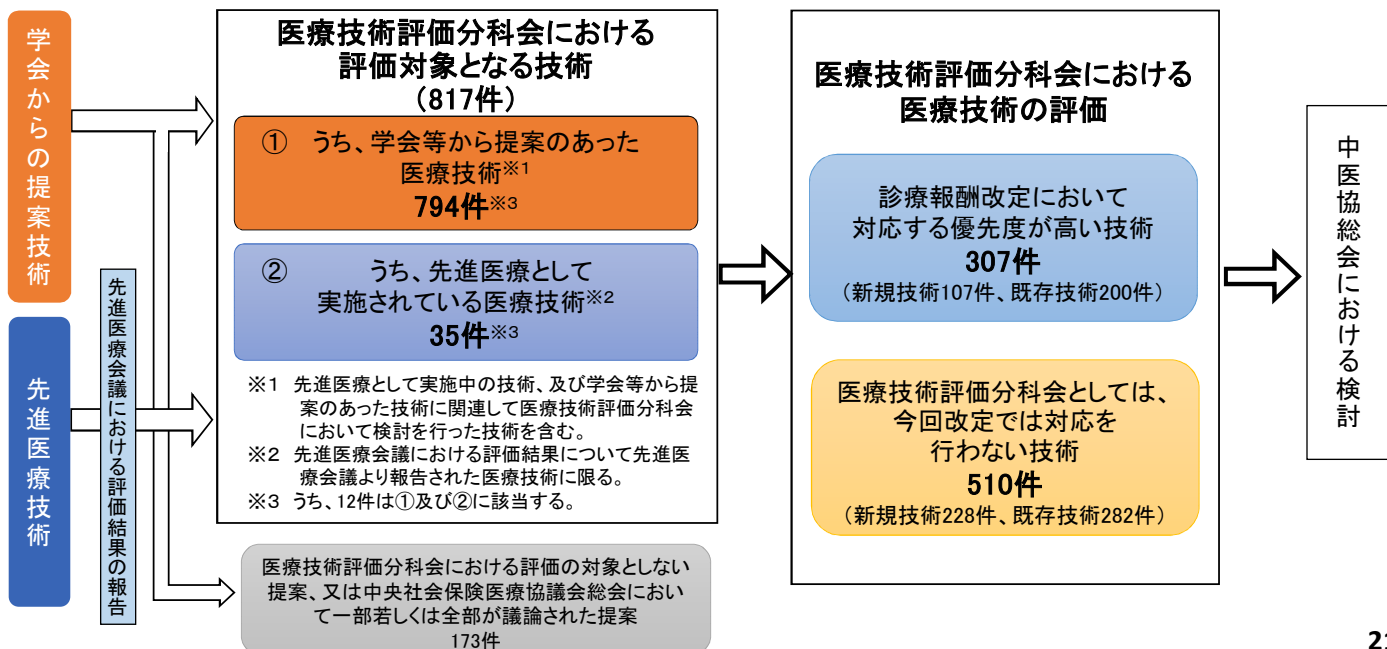 学会からの提案技術
先進医療技術
先進医療会議における評価結果の報告
医療技術評価分科会における
評価対象となる技術
（817件）
① うち、学会等から提案のあった
医療技術※1
794件※3
② うち、先進医療として
実施されている医療技術※2
35件※3
※1 先進医療として実施中の技術、及び学会等から提
案のあった技術に関連して医療技術評価分科会
において検討を行った技術を含む。
※2 先進医療会議における評価結果について先進医
療会議より報告された医療技術に限る。
※3 うち、12件は①及び②に該当する。
医療技術評価分科会における評価の対象としない
提案、又は中央社会保険医療協議会総会におい
て一部若しくは全部が議論された提案
173件
医療技術評価分科会における
医療技術の評価
診療報酬改定において
対応する優先度が高い技術
307件
（新規技術107件、既存技術200件）
医療技術評価分科会としては、
今回改定では対応を
行わない技術
510件
（新規技術228件、既存技術282件）
中医協総会における検討